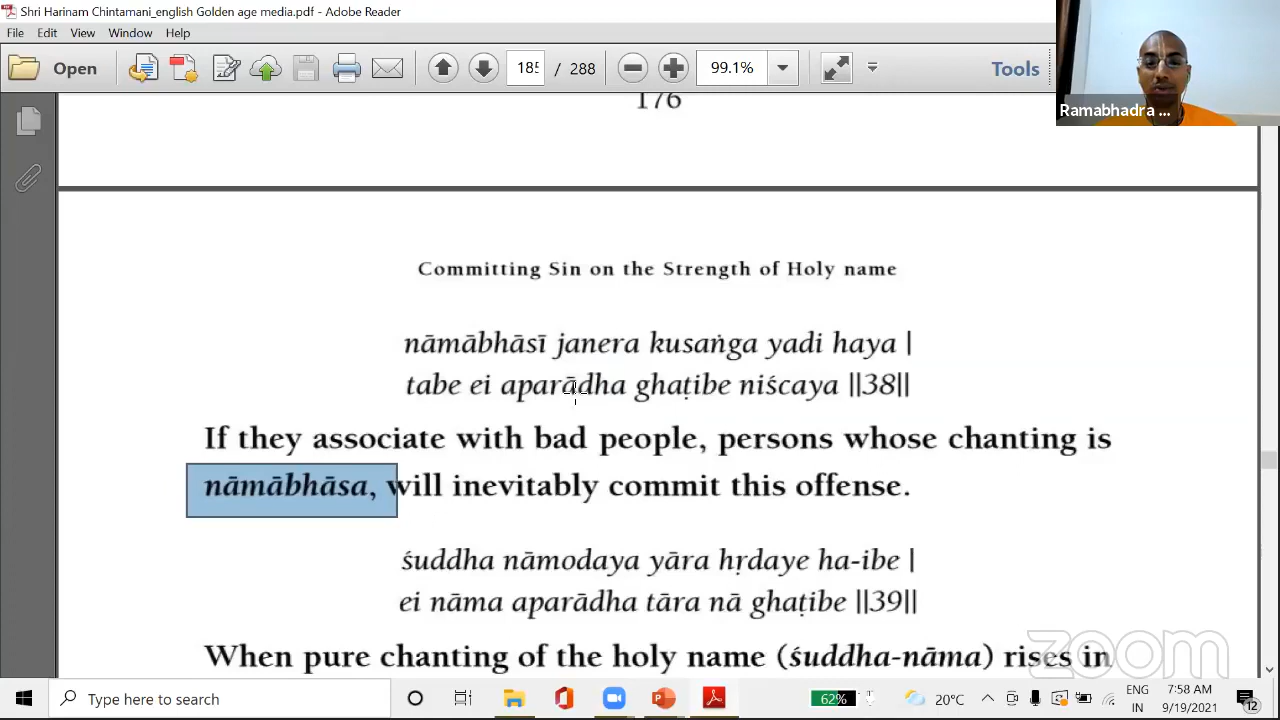 Shri Harinam Chintamani_english Golden age media.pdf - Adobe Reader
File Edit View Window Help
Open 185 / 288 99.1% Tools
Ramabhadra ...
176
Committing Sin on the Strength of Holy name
nāmābhāsī janera kusaṅga yadi haya |
tabe ei aparādha ghaṭibe niścaya ||38||
If they associate with bad people, persons whose chanting is
nāmābhāsa, will inevitably commit this offense.
śuddha nāmodaya yāra hṛdaye ha-ibe |
ei nāma aparādha tāra nā ghaṭibe ||39||
When pure chanting of the holy name (śuddha-nāma) rises in
zoom
Type here to search 62% 20°C ENG 7:58 AM
IN 9/19/2021 12